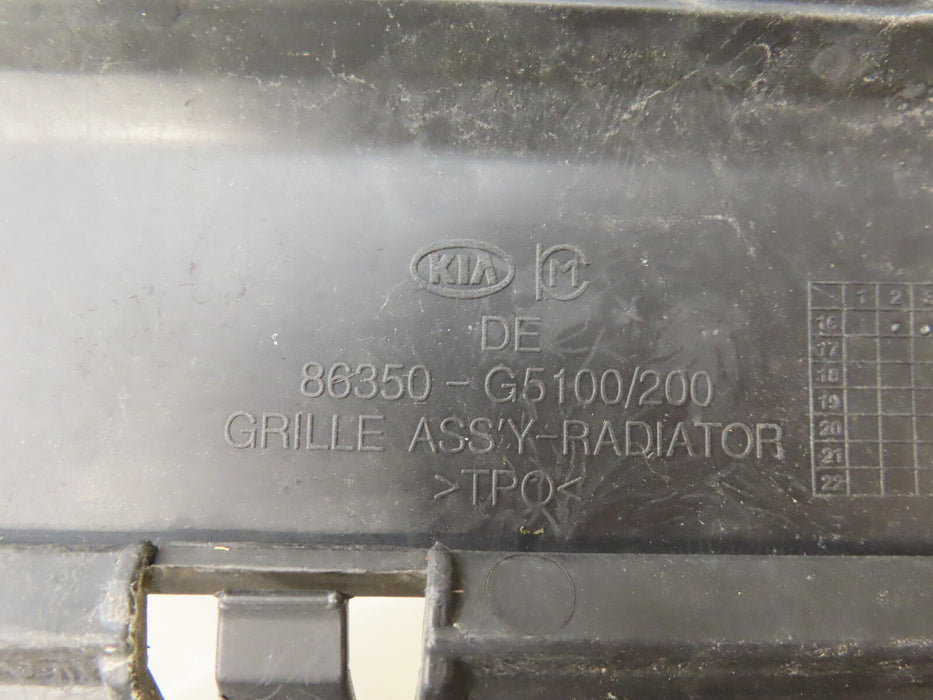 KIA PMC
DE
86350 - G5100/200
GRILLE ASS'Y-RADIATOR
>TPO<
1 2 3
16
17
18
19
20
21
22